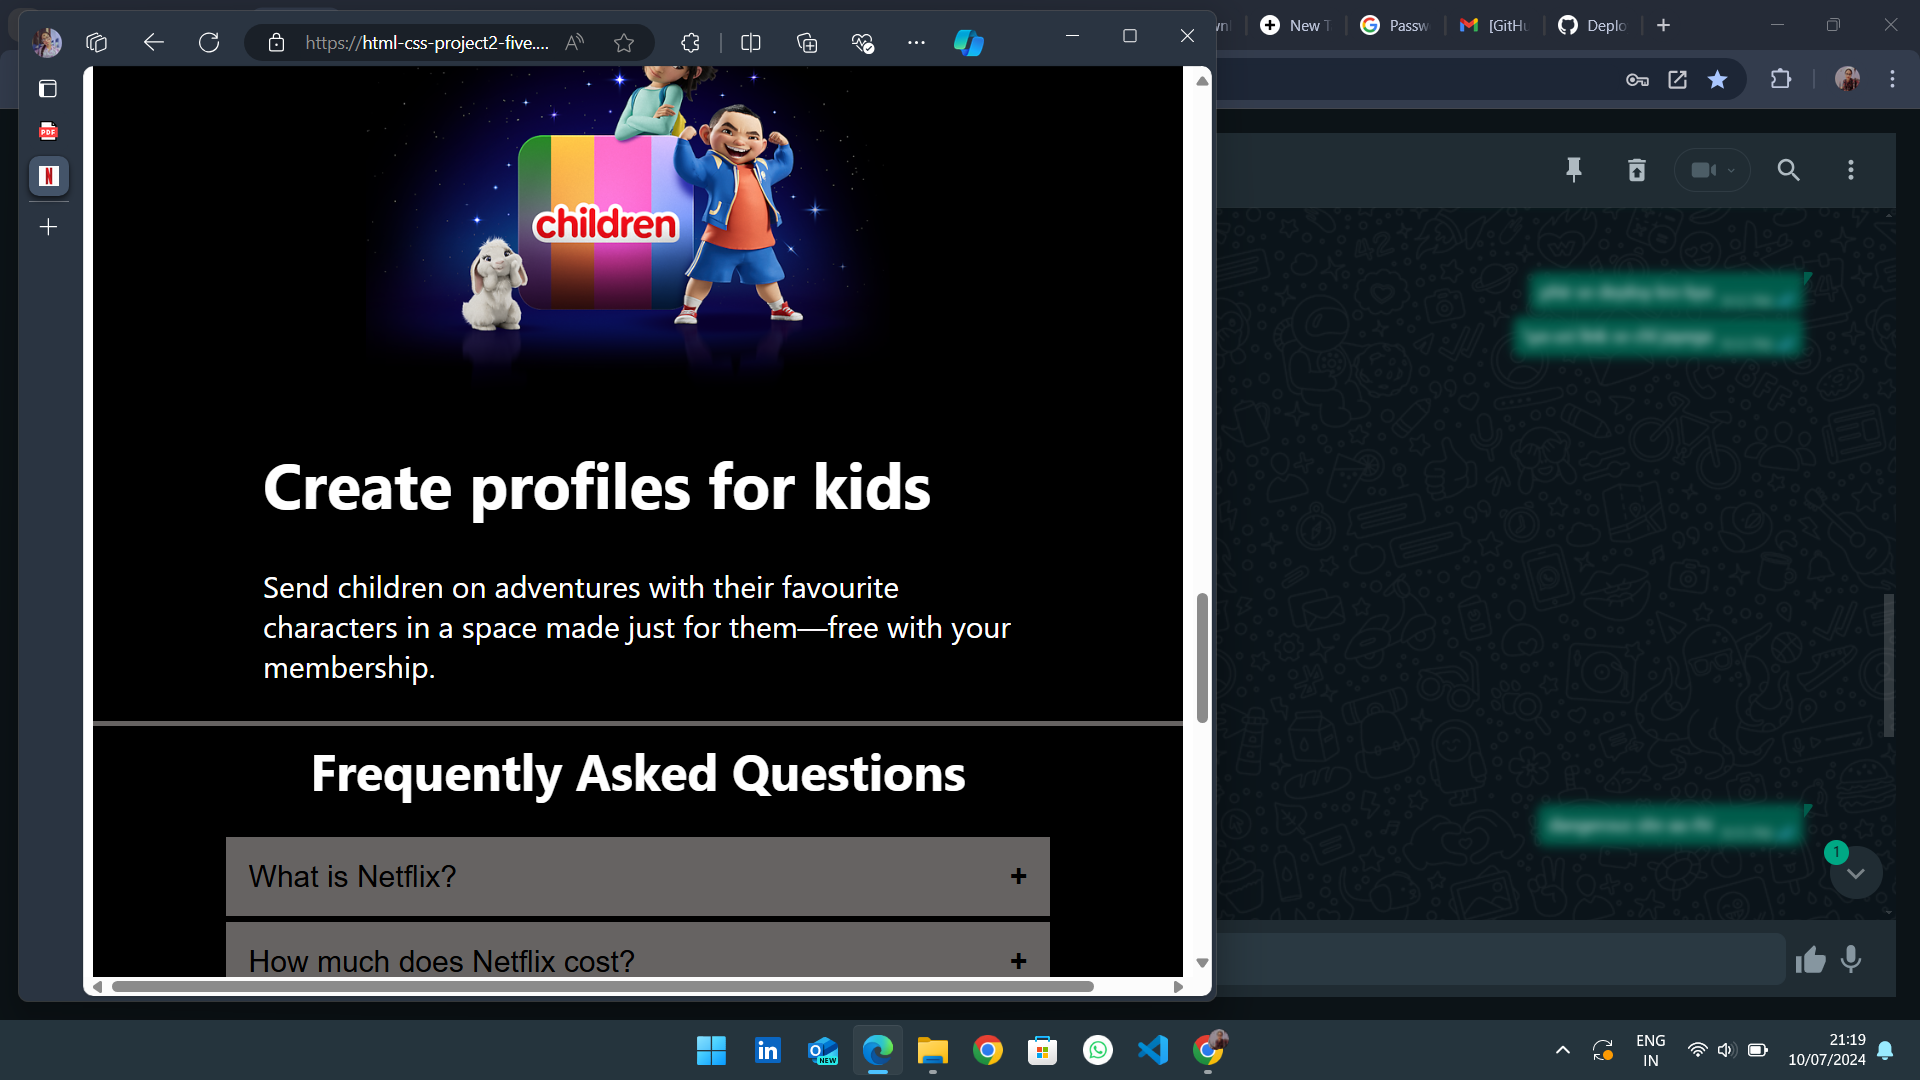 https://html-css-project2-five....
New T
Passw
[GitHu
Deplo
PDF
N
children
Create profiles for kids
Send children on adventures with their favourite
characters in a space made just for them—free with your
membership.
Frequently Asked Questions
What is Netflix? +
How much does Netflix cost? +
1
NEW
ENG
IN
21:19
10/07/2024